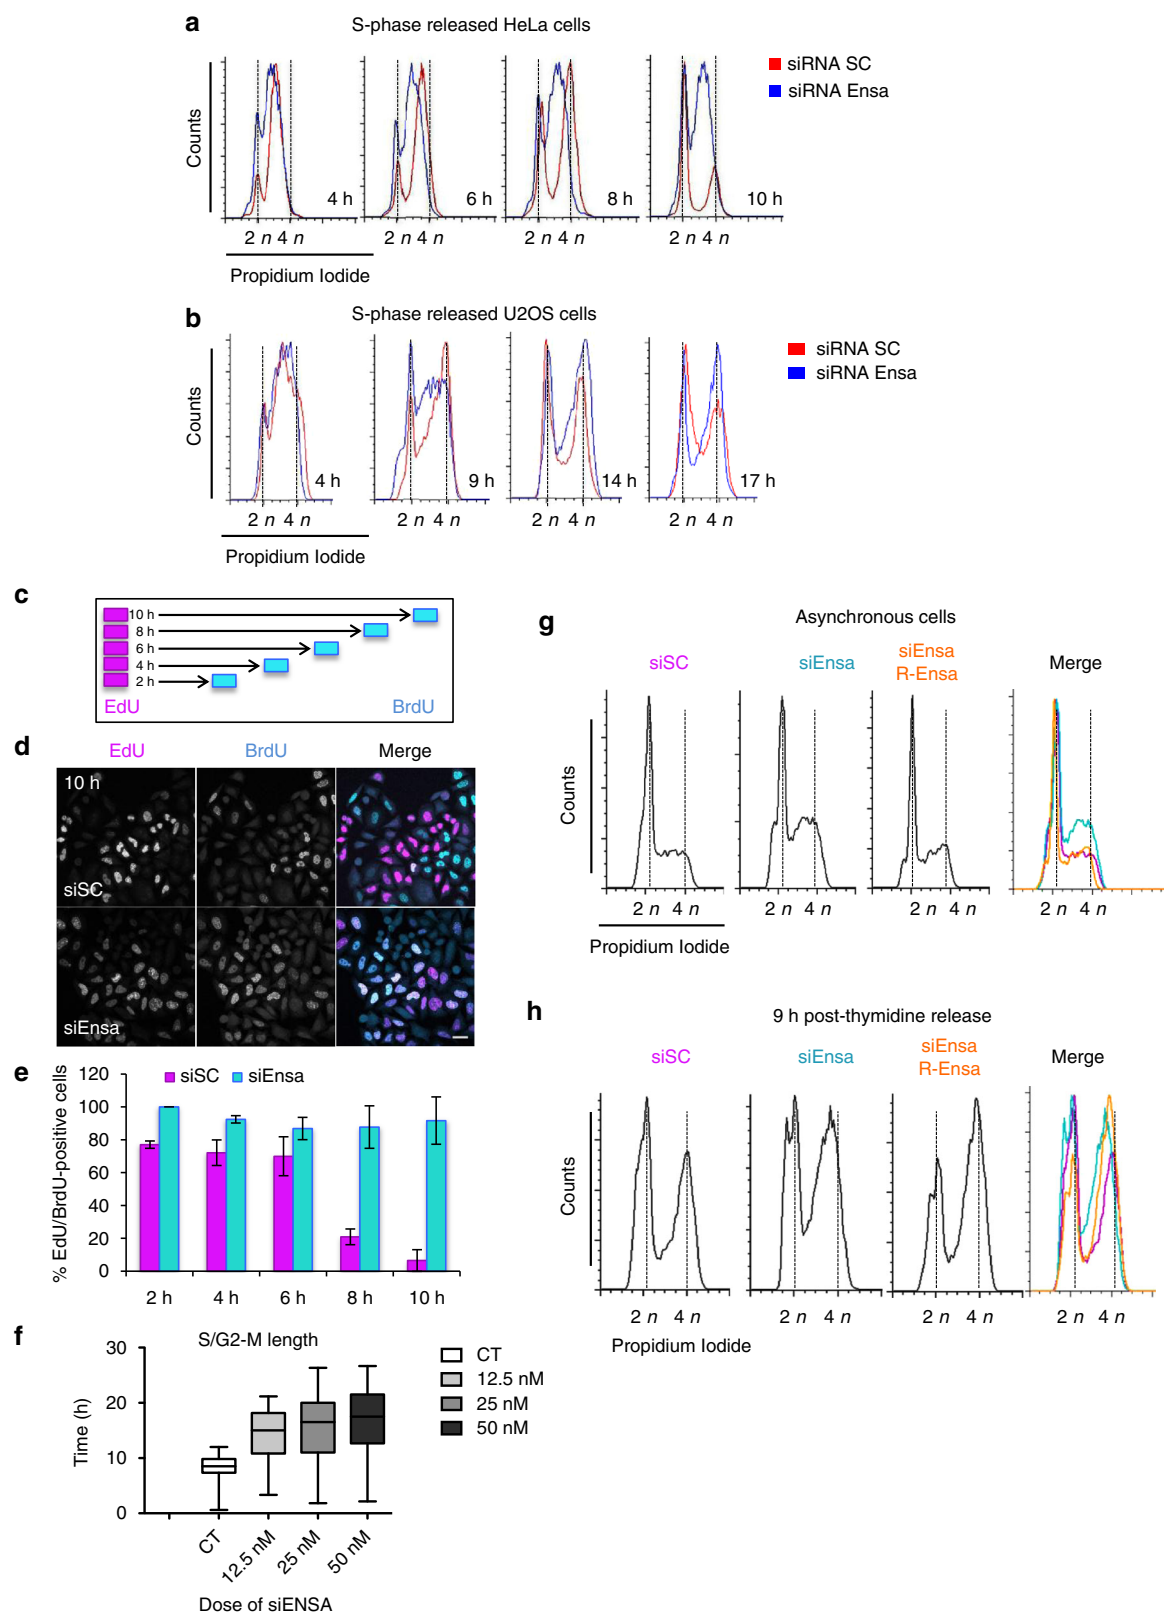 a
S-phase released HeLa cells
siRNA SC
siRNA Ensa
Counts
4 h
6 h
8 h
10 h
2 n 4 n
2 n 4 n
2 n 4 n
2 n 4 n
Propidium Iodide
b
S-phase released U2OS cells
siRNA SC
siRNA Ensa
Counts
4 h
9 h
14 h
17 h
2 n 4 n
2 n 4 n
2 n 4 n
2 n 4 n
Propidium Iodide
c
10 h
8 h
6 h
4 h
2 h
EdU
BrdU
d
EdU
BrdU
Merge
10 h
siSC
siEnsa
e
siSC
siEnsa
% EdU/BrdU-positive cells
120
100
80
60
40
20
0
2 h
4 h
6 h
8 h
10 h
f
S/G2-M length
Time (h)
30
20
10
0
CT
12.5 nM
25 nM
50 nM
CT
12.5 nM
25 nM
50 nM
Dose of siENSA
g
Asynchronous cells
siSC
siEnsa
siEnsa
R-Ensa
Merge
Counts
2 n 4 n
2 n 4 n
2 n 4 n
2 n 4 n
Propidium Iodide
h
9 h post-thymidine release
siSC
siEnsa
siEnsa
R-Ensa
Merge
Counts
2 n 4 n
2 n 4 n
2 n 4 n
2 n 4 n
Propidium Iodide